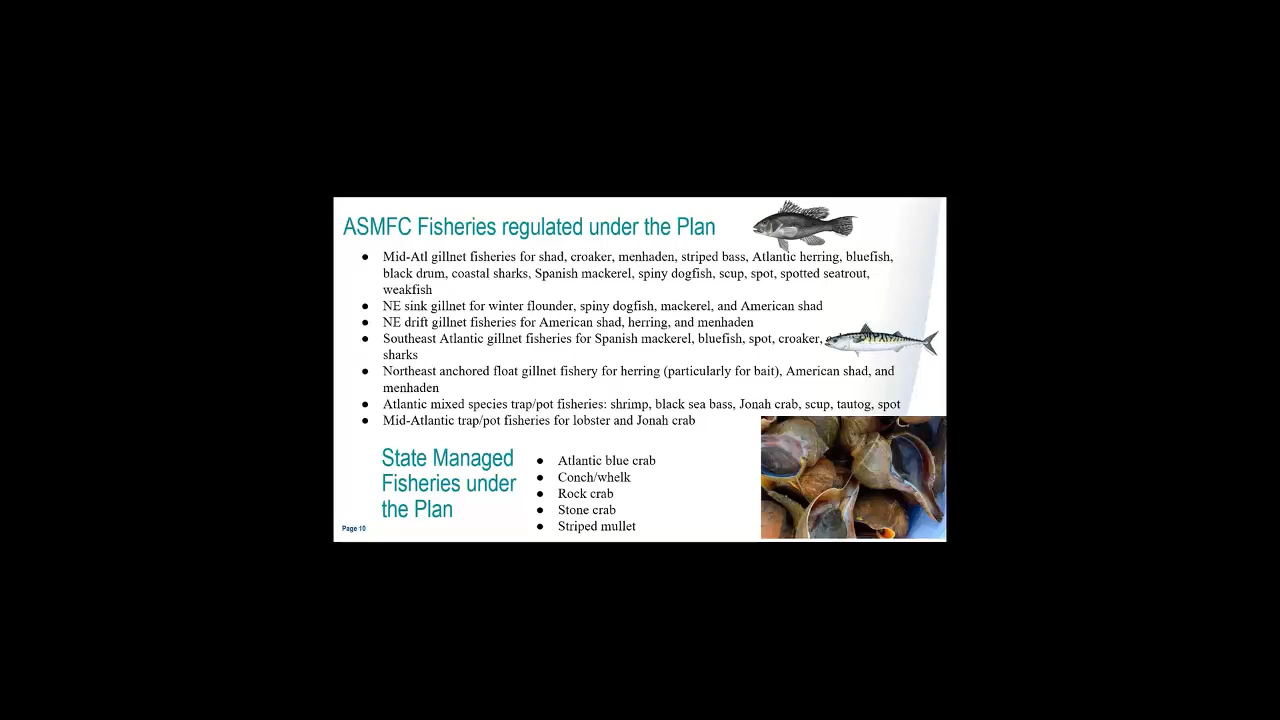 ASMFC Fisheries regulated under the Plan
● Mid-Atl gillnet fisheries for shad, croaker, menhaden, striped bass, Atlantic herring, bluefish,
black drum, coastal sharks, Spanish mackerel, spiny dogfish, scup, spot, spotted seatrout,
weakfish
● NE sink gillnet for winter flounder, spiny dogfish, mackerel, and American shad
● NE drift gillnet fisheries for American shad, herring, and menhaden
● Southeast Atlantic gillnet fisheries for Spanish mackerel, bluefish, spot, croaker,
sharks
● Northeast anchored float gillnet fishery for herring (particularly for bait), American shad, and
menhaden
● Atlantic mixed species trap/pot fisheries: shrimp, black sea bass, Jonah crab, scup, tautog, spot
● Mid-Atlantic trap/pot fisheries for lobster and Jonah crab
State Managed
Fisheries under
the Plan
● Atlantic blue crab
● Conch/whelk
● Rock crab
● Stone crab
● Striped mullet
Page 10